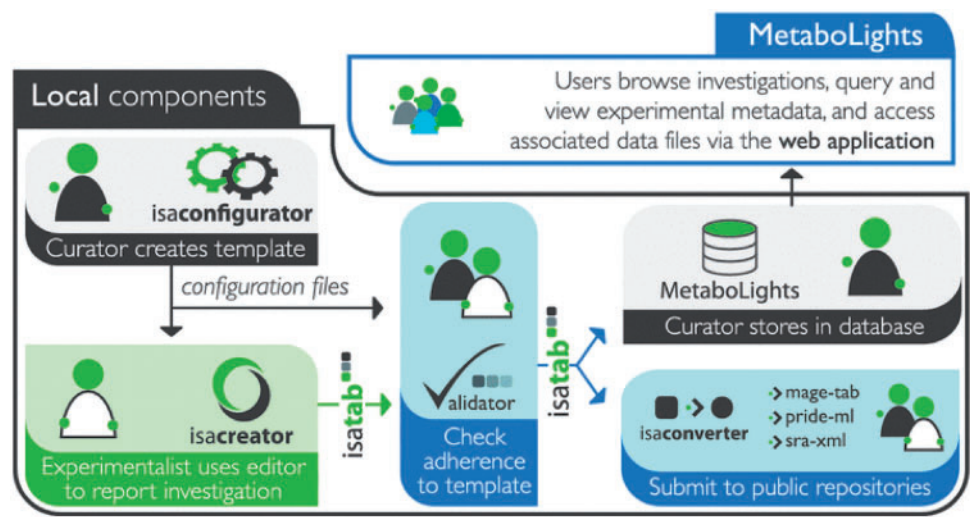 MetaboLights
Users browse investigations, query and
view experimental metadata, and access
associated data files via the web application
Local components
isaconfigurator
Curator creates template
configuration files
isacreator
Experimentalist uses editor
to report investigation
isatab
alidator
Check
adherence
to template
isatab
MetaboLights
Curator stores in database
isaconverter
mage-tab
pride-ml
sra-xml
Submit to public repositories